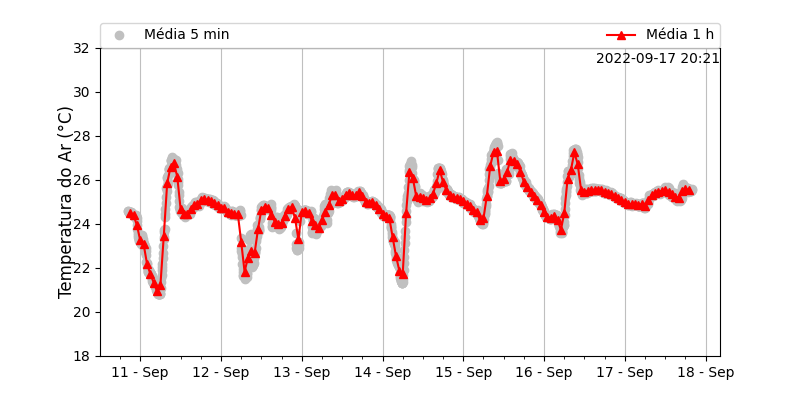 Média 5 min
Média 1 h
2022-09-17 20:21
Temperatura do Ar (°C)
32
30
28
26
24
22
20
18
11 - Sep
12 - Sep
13 - Sep
14 - Sep
15 - Sep
16 - Sep
17 - Sep
18 - Sep